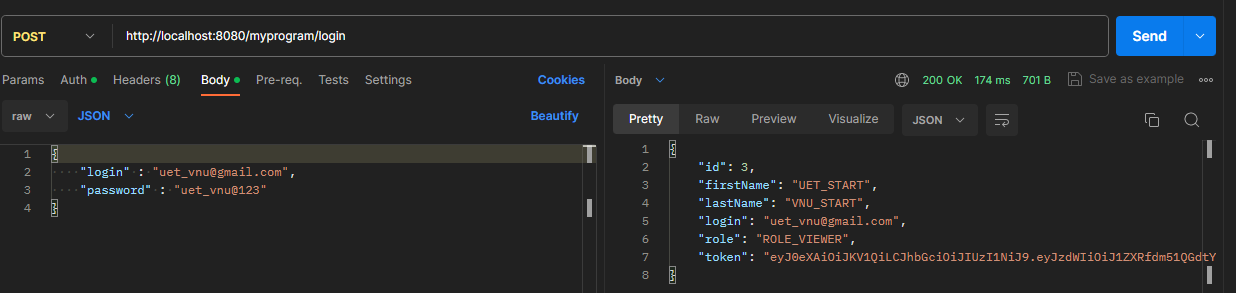 POST http://localhost:8080/myprogram/login Send
Params Auth Headers (8) Body Pre-req. Tests Settings Cookies
raw JSON Beautify
1 {
2 "login" : "uet_vnu@gmail.com",
3 "password" : "uet_vnu@123"
4 }
Body 200 OK 174 ms 701 B Save as example
Pretty Raw Preview Visualize JSON
1 {
2 "id": 3,
3 "firstName": "UET_START",
4 "lastName": "VNU_START",
5 "login": "uet_vnu@gmail.com",
6 "role": "ROLE_VIEWER",
7 "token": "eyJ0eXAiOiJKV1QiLCJhbGciOiJIUzI1NiJ9.eyJzdWIiOiJ1ZXRfdm51QGdtY
8 }